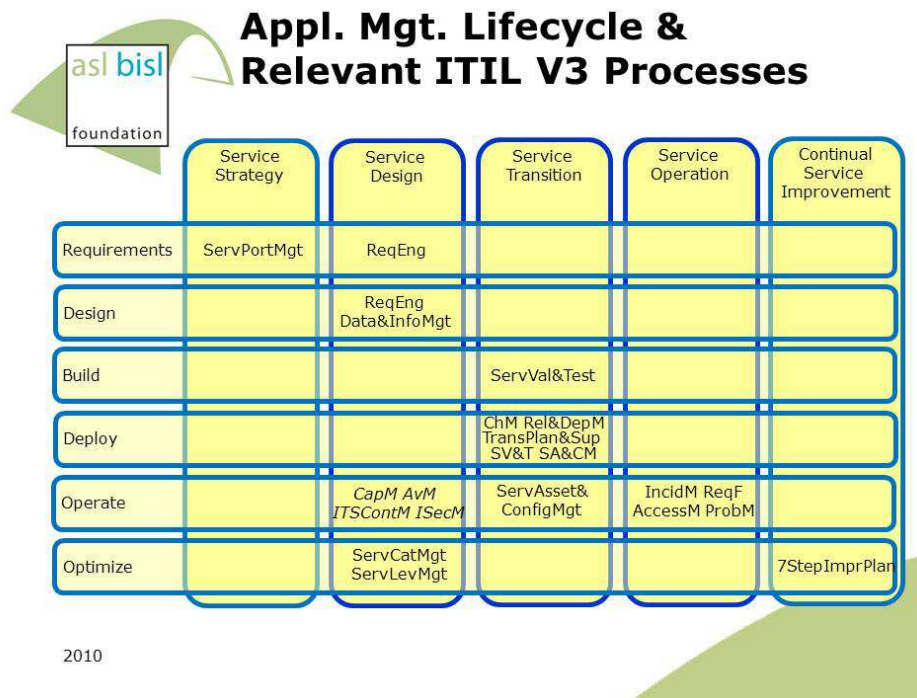 Appl. Mgt. Lifecycle &
Relevant ITIL V3 Processes
asl bisl
foundation
Service
Strategy
Service
Design
Service
Transition
Service
Operation
Continual
Service
Improvement
Requirements
ServPortMgt
ReqEng
Design
ReqEng
Data&InfoMgt
Build
ServVal&Test
Deploy
ChM Rel&DepM
TransPlan&Sup
SV&T SA&CM
Operate
CapM AvM
ITSContM ISecM
ServAsset&
ConfigMgt
IncidM ReqF
AccessM ProbM
Optimize
ServCatMgt
ServLevMgt
7StepImprPlan
2010